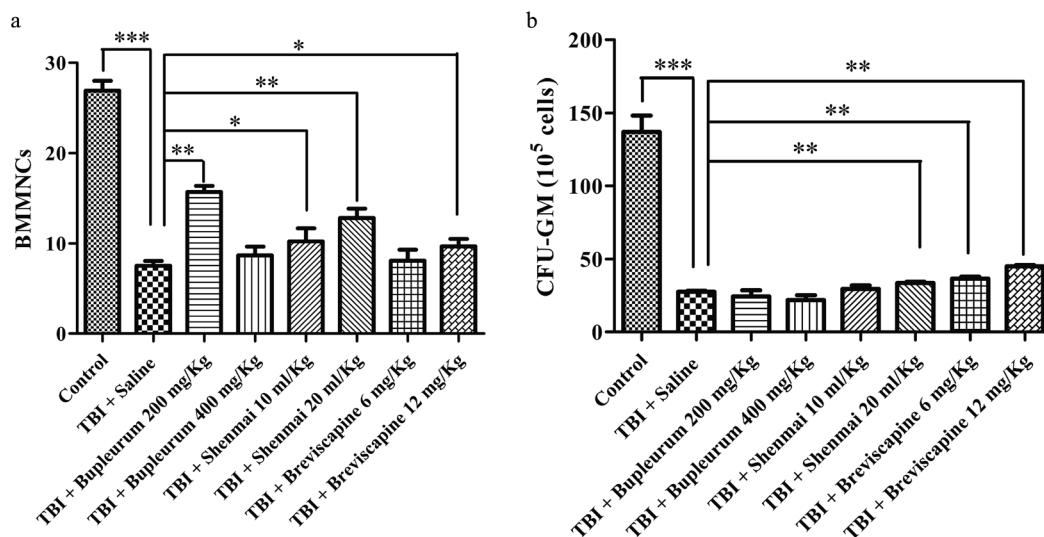 a
BMMNCs
30
20
10
0
***
*
**
*
**
Control
TBI + Saline
TBI + Bupleurum 200 mg/Kg
TBI + Bupleurum 400 mg/Kg
TBI + Shenmai 10 ml/Kg
TBI + Shenmai 20 ml/Kg
TBI + Breviscapine 6 mg/Kg
TBI + Breviscapine 12 mg/Kg
b
CFU-GM (10⁵ cells)
200
150
100
50
0
***
**
**
**
Control
TBI + Saline
TBI + Bupleurum 200 mg/Kg
TBI + Bupleurum 400 mg/Kg
TBI + Shenmai 10 ml/Kg
TBI + Shenmai 20 ml/Kg
TBI + Breviscapine 6 mg/Kg
TBI + Breviscapine 12 mg/Kg